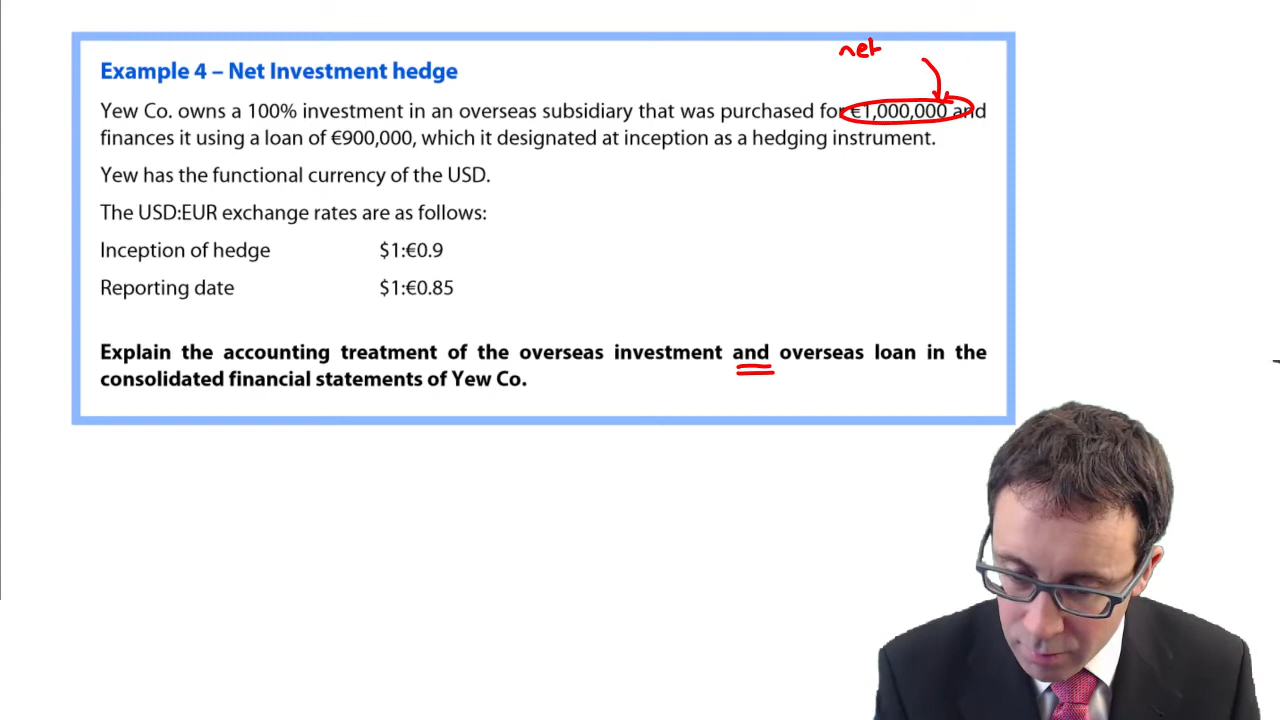 net
Example 4 – Net Investment hedge
Yew Co. owns a 100% investment in an overseas subsidiary that was purchased for €1,000,000 and
finances it using a loan of €900,000, which it designated at inception as a hedging instrument.
Yew has the functional currency of the USD.
The USD:EUR exchange rates are as follows:
Inception of hedge $1:€0.9
Reporting date $1:€0.85
Explain the accounting treatment of the overseas investment and overseas loan in the
consolidated financial statements of Yew Co.